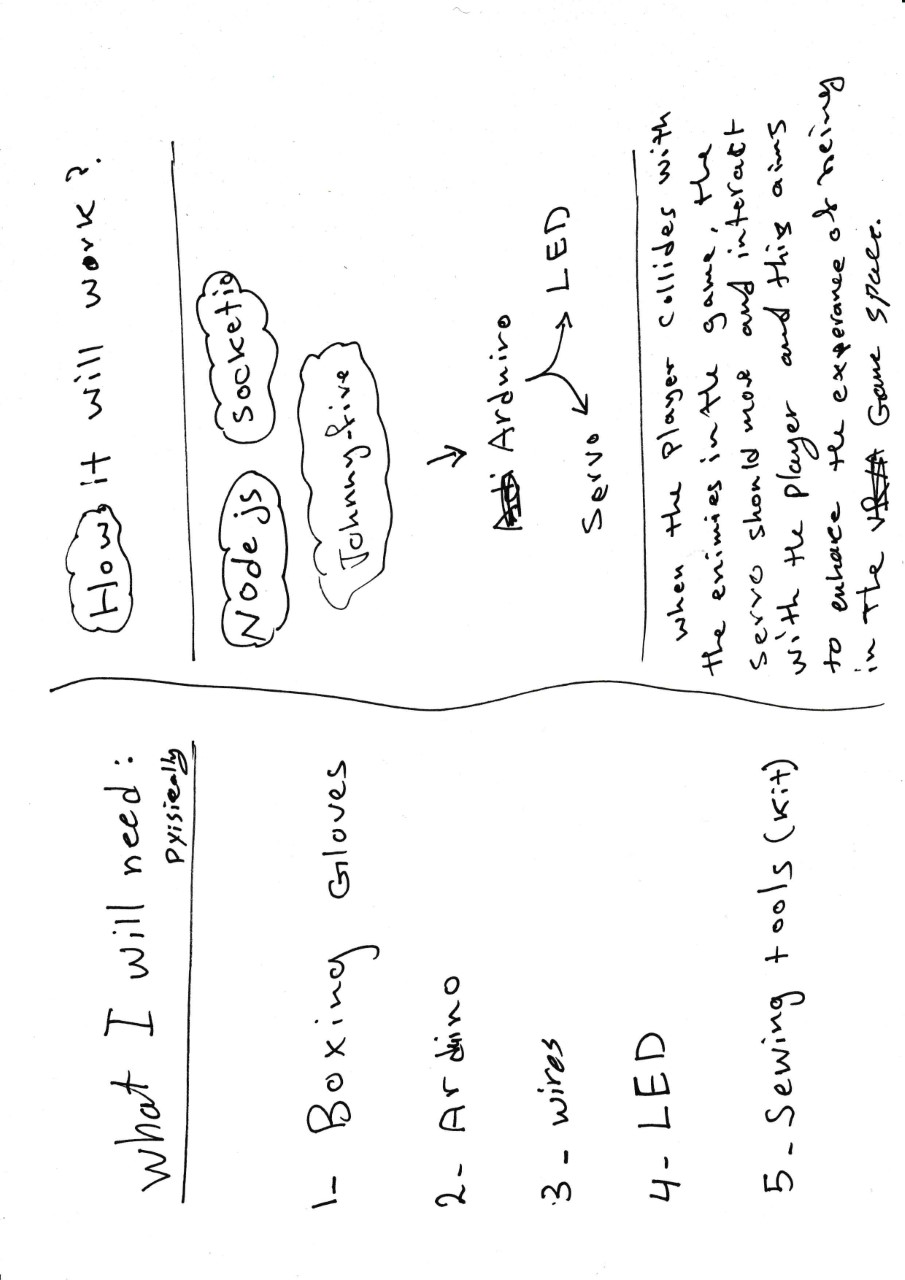 what I will need:
Pyisically
1- Boxing Gloves
2- Arduino
3- wires
4- LED
5- Sewing tools (Kit)
How it will work?
Node js socketio
Johnny-five
Arduino
LED
Servo
when the player collides with
the enimies in the game, the
servo should move and interact
with the player and this aims
to enhace the experance of being
in The Game space.